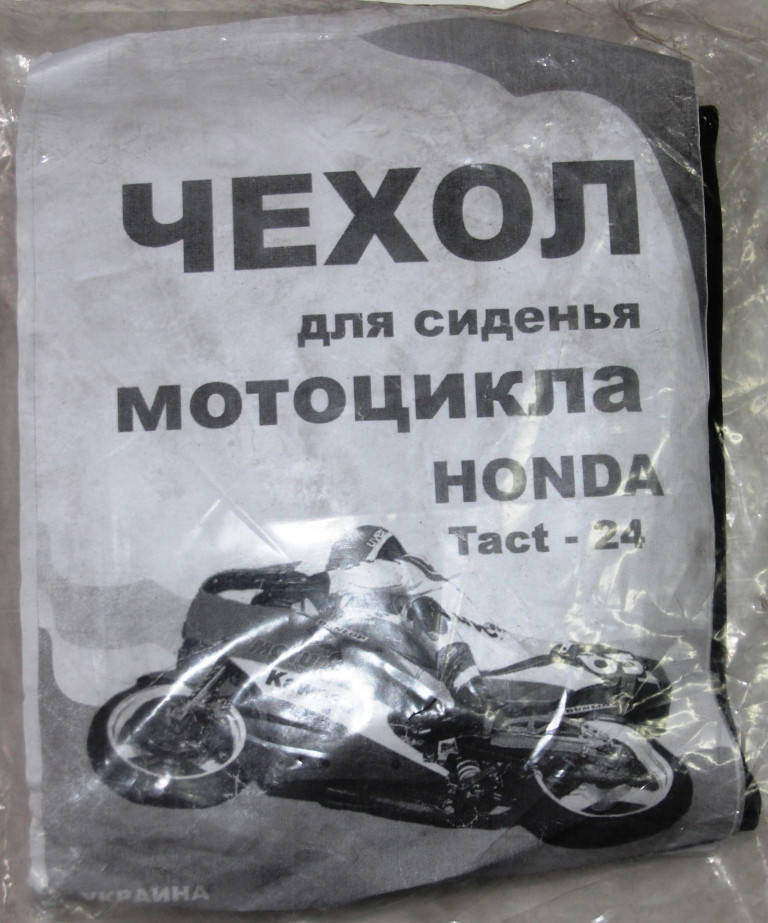 ЧЕХОЛ
для сиденья
мотоцикла
HONDA
Tact - 24
УКРАИНА